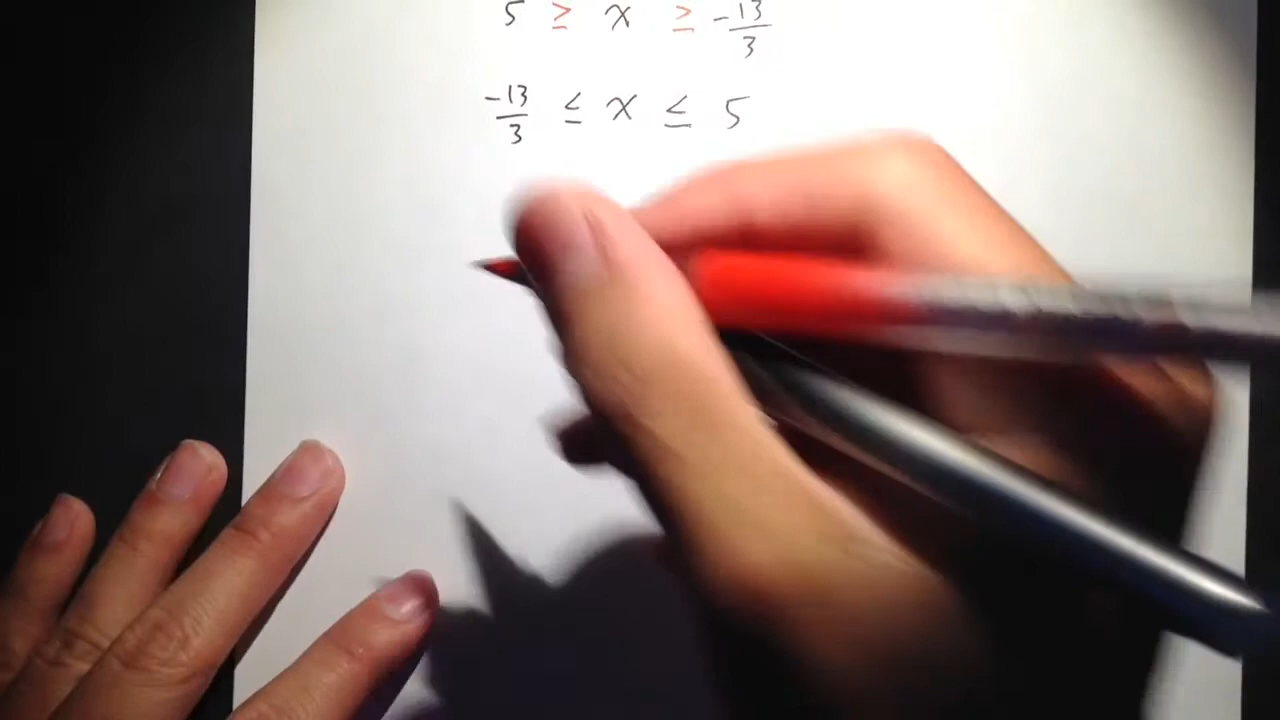 5 ≥ x ≥ -13/3
-13/3 ≤ x ≤ 5